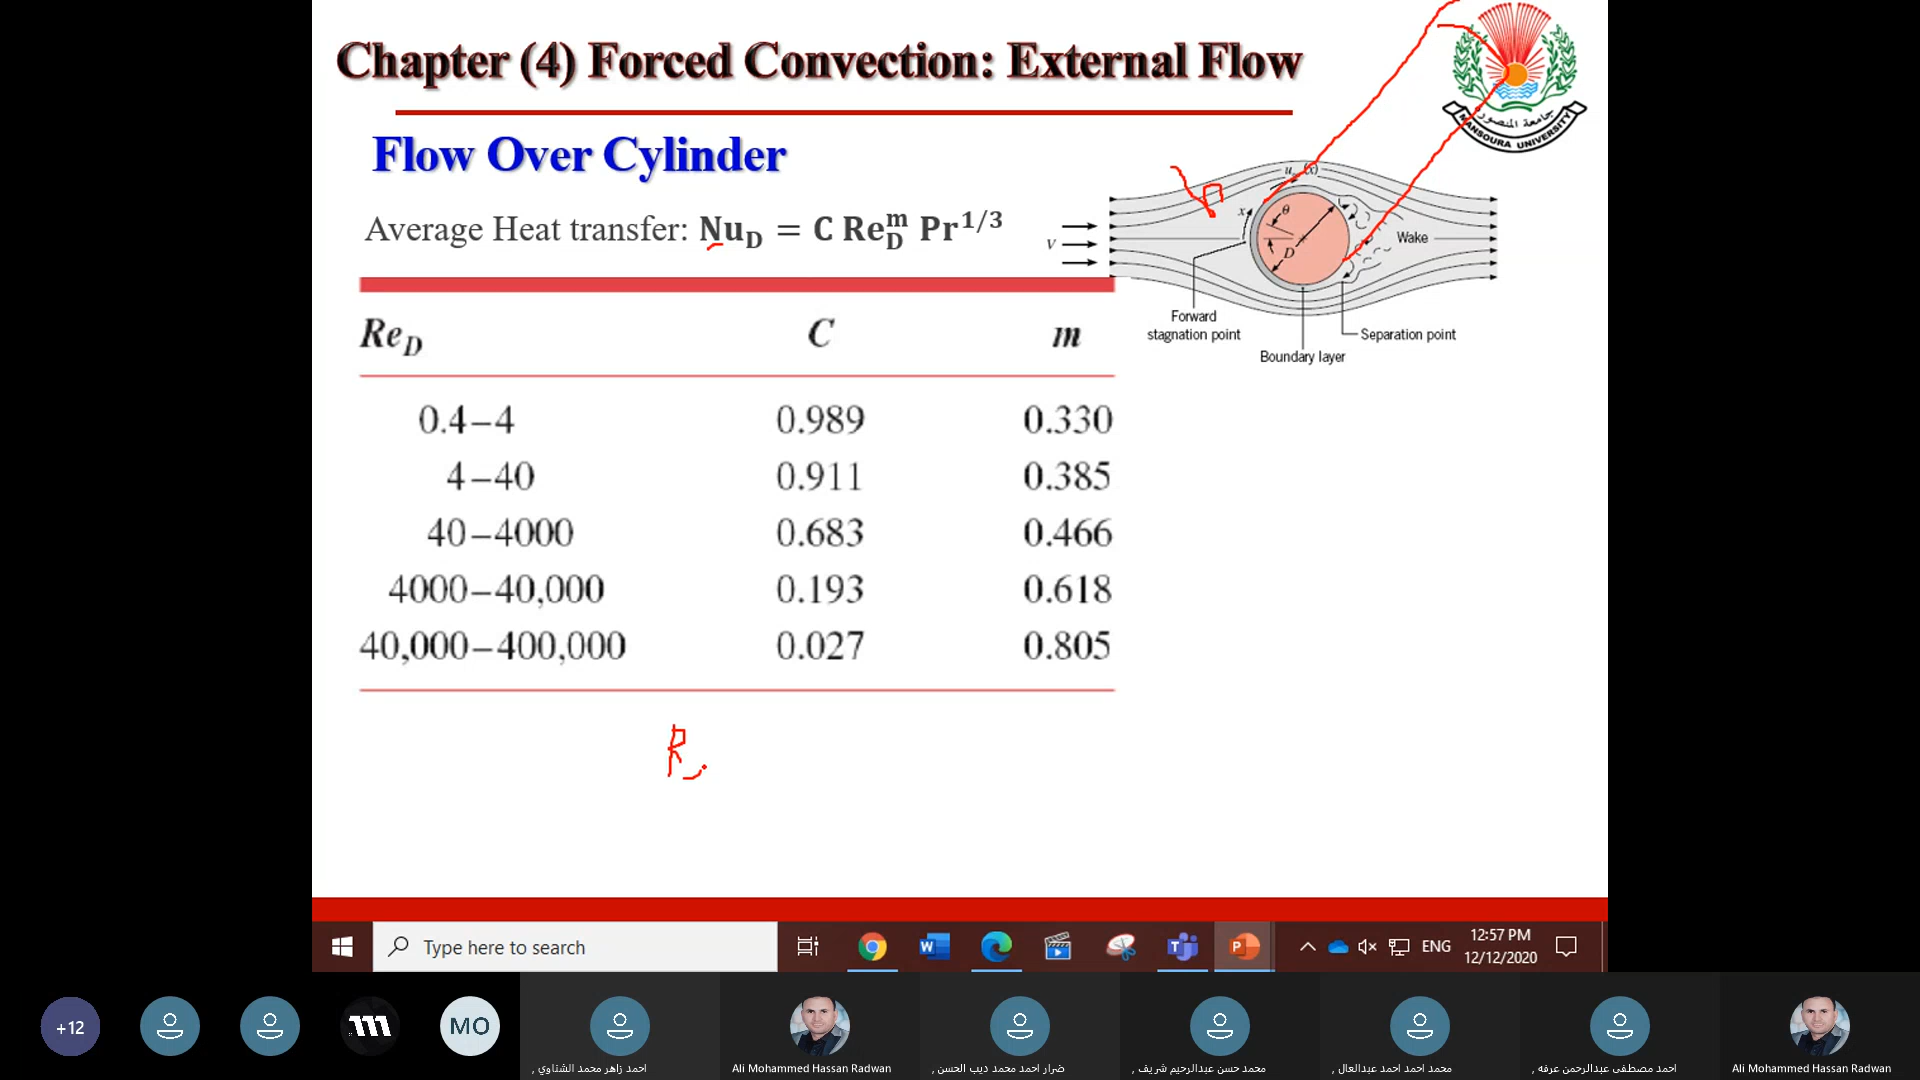 Chapter (4) Forced Convection: External Flow
جامعة المنصورة
MANSOURA UNIVERSITY
Flow Over Cylinder
Average Heat transfer: Nu_D = C Re_D^m Pr^1/3
V
x
θ
D
Wake
Forward
stagnation point
Separation point
Boundary layer
Re_D C m
0.4–4 0.989 0.330
4–40 0.911 0.385
40–4000 0.683 0.466
4000–40,000 0.193 0.618
40,000–400,000 0.027 0.805
R
Type here to search
ENG
12:57 PM
12/12/2020
+12
MO
احمد زاهر محمد الشناوي ,
Ali Mohammed Hassan Radwan
ضرار احمد محمد ديب الحسن ,
محمد حسن عبدالرحيم شريف ,
محمد احمد احمد عبدالعال ,
احمد مصطفى عبدالرحمن عرفه ,
Ali Mohammed Hassan Radwan